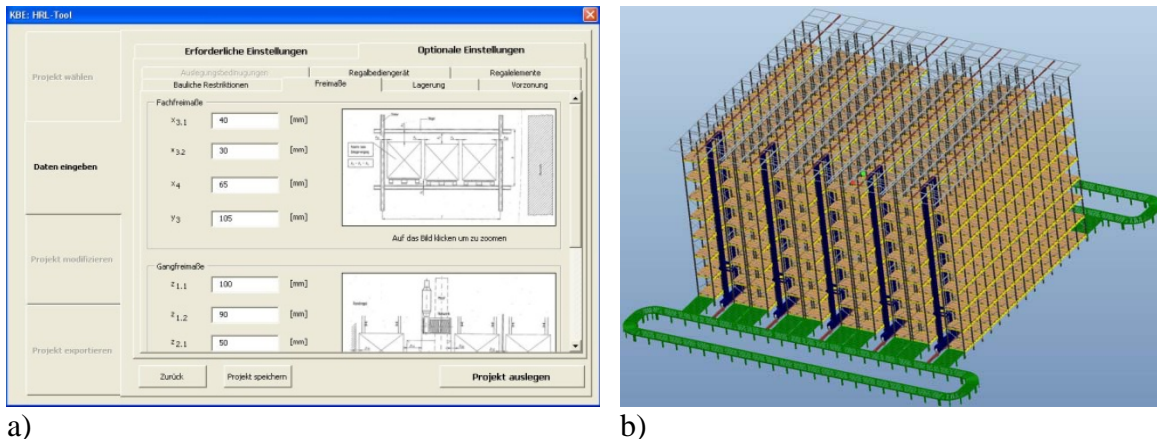 KBE: HRL-Tool
Projekt wählen
Daten eingeben
Projekt modifizieren
Projekt exportieren
Erforderliche Einstellungen
Optionale Einstellungen
Auslegungsbedingungen
Regalbediengerät
Regalelemente
Bauliche Restriktionen
Freimaße
Lagerung
Vorzonung
Fachfreimaße
x3.1 40 [mm]
x3.2 30 [mm]
x4 65 [mm]
y3 105 [mm]
Auf das Bild klicken um zu zoomen
Gangfreimaße
z1.1 100 [mm]
z1.2 90 [mm]
z2.1 50 [mm]
Zurück
Projekt speichern
Projekt auslegen
a)
b)